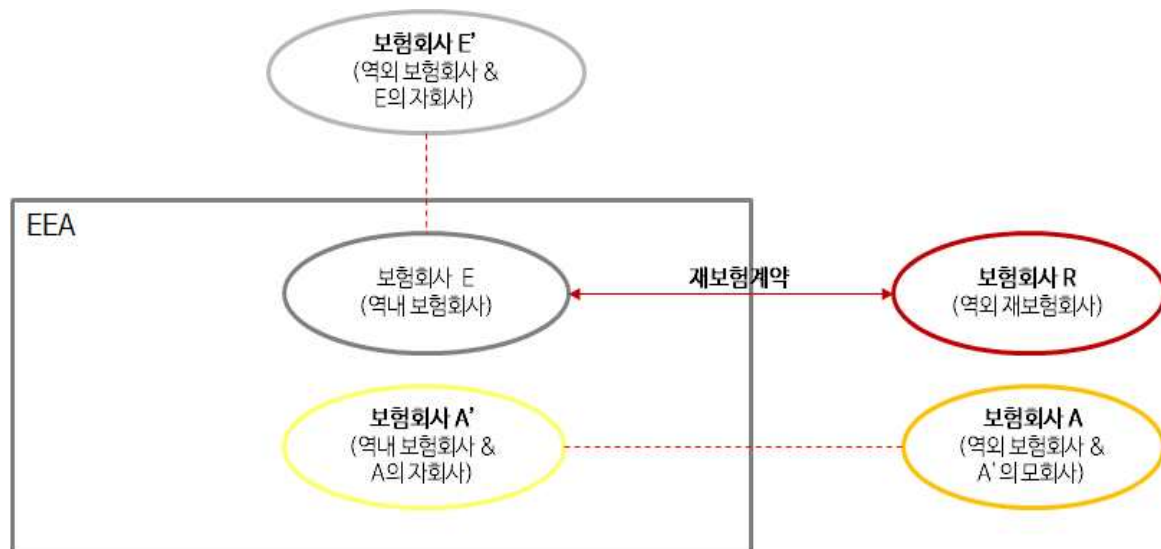 보험회사 E’
(역외 보험회사 &
E의 자회사)
EEA
보험회사 E
(역내 보험회사)
재보험계약
보험회사 R
(역외 재보험회사)
보험회사 A’
(역내 보험회사 &
A의 자회사)
보험회사 A
(역외 보험회사 &
A’의 모회사)